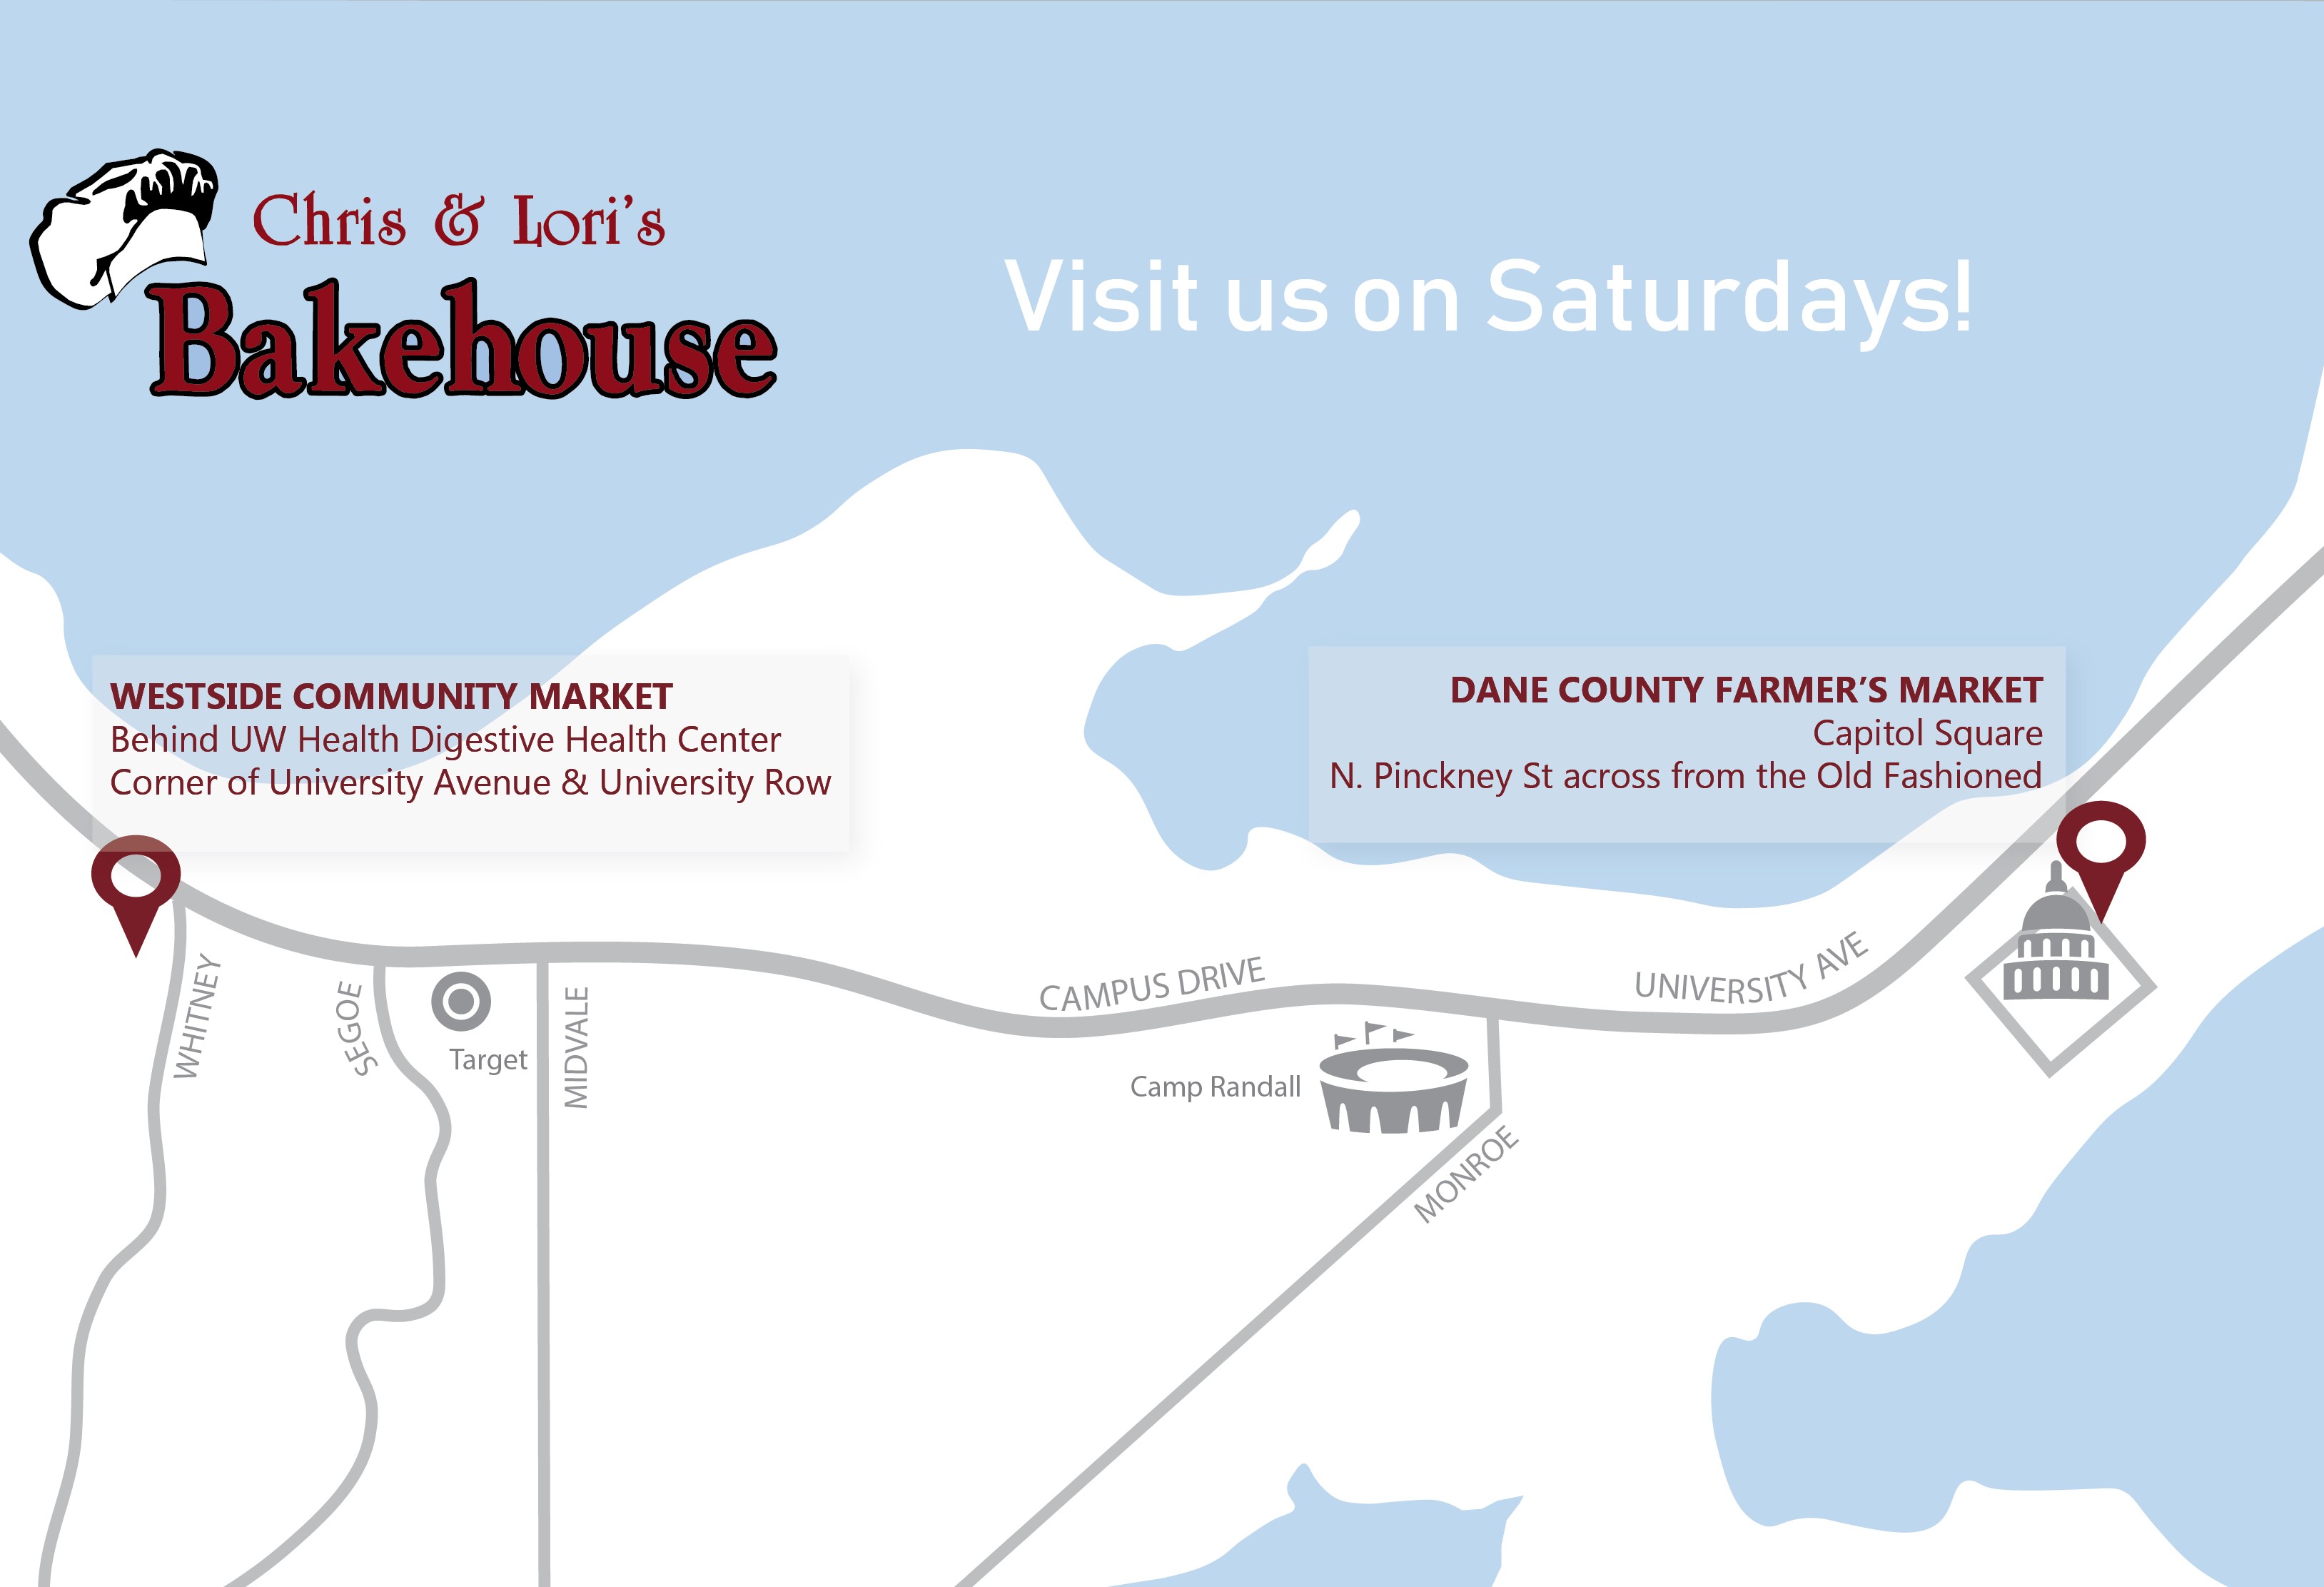 Chris & Lori's
Bakehouse
Visit us on Saturdays!
WESTSIDE COMMUNITY MARKET
Behind UW Health Digestive Health Center
Corner of University Avenue & University Row
DANE COUNTY FARMER’S MARKET
Capitol Square
N. Pinckney St across from the Old Fashioned
WHITNEY
SEGOE
Target
MIDVALE
CAMPUS DRIVE
Camp Randall
MONROE
UNIVERSITY AVE